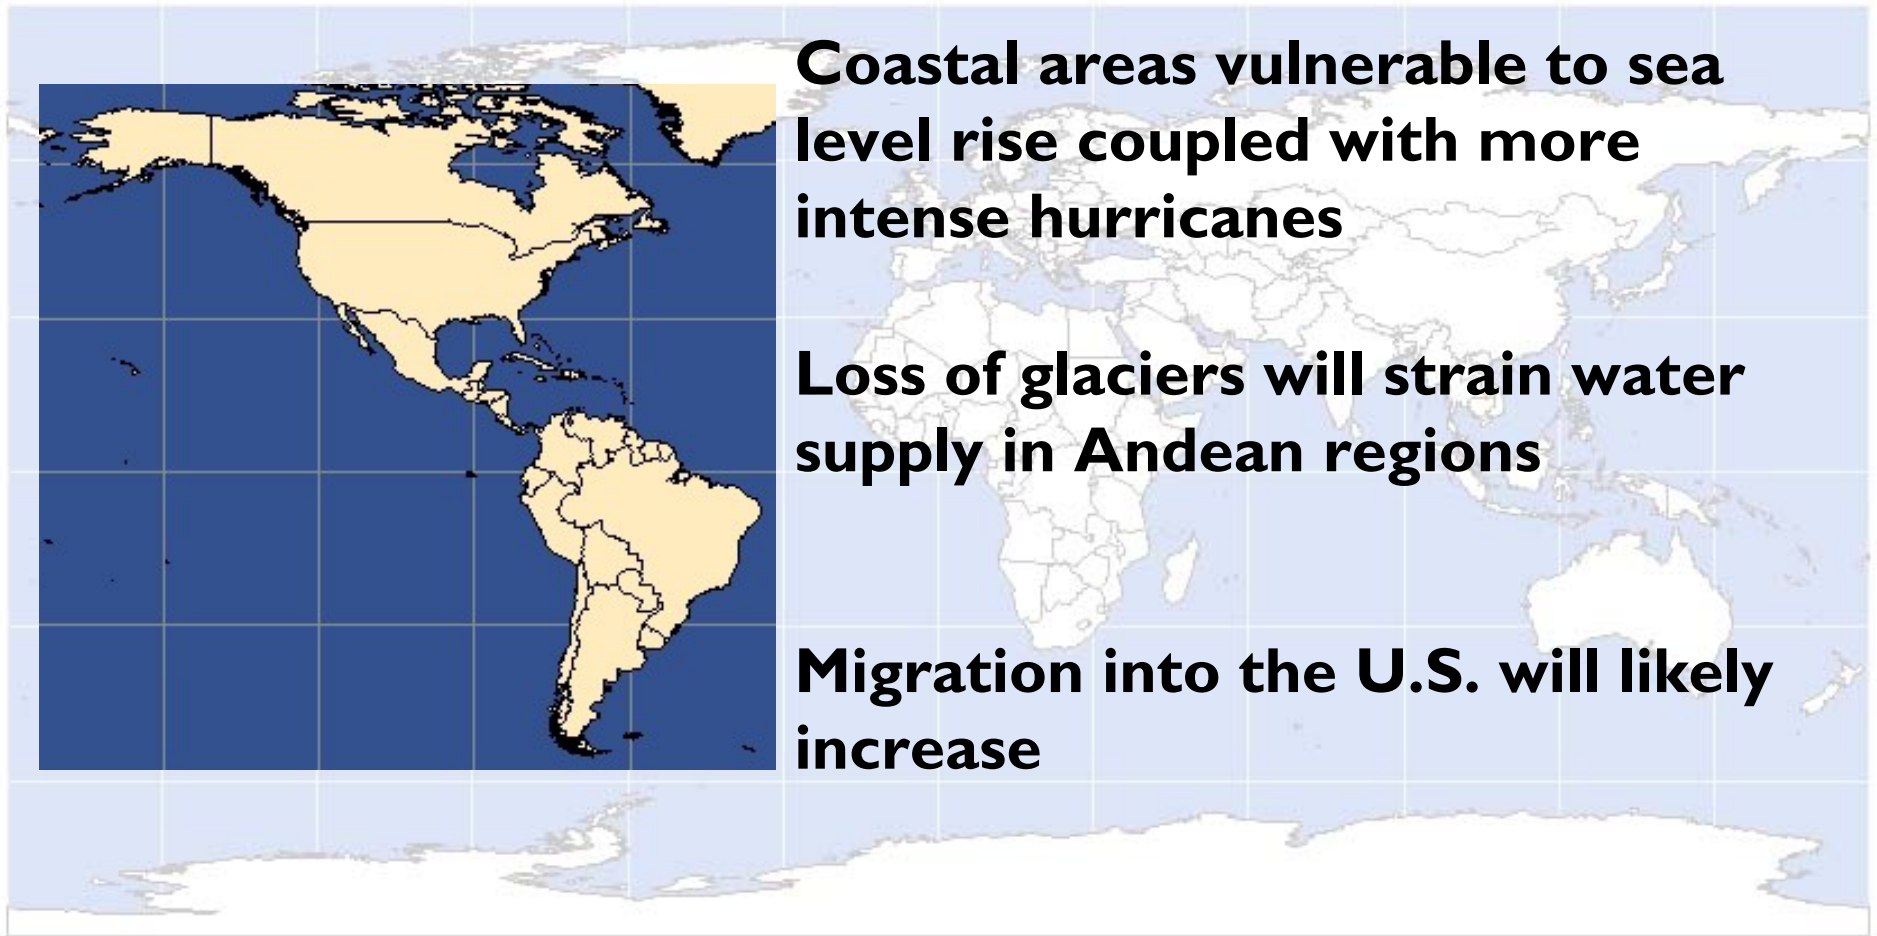 Coastal areas vulnerable to sea
level rise coupled with more
intense hurricanes
Loss of glaciers will strain water
supply in Andean regions
Migration into the U.S. will likely
increase